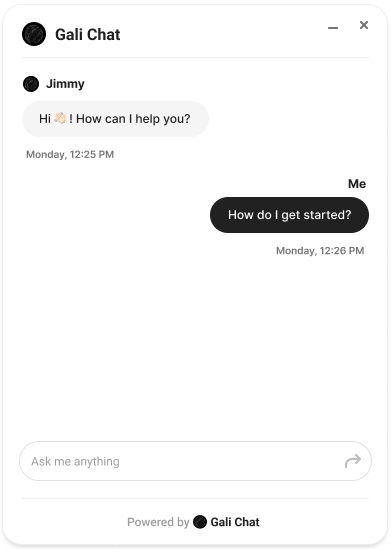 Gali Chat
Jimmy
Hi 👋🏻 ! How can I help you?
Monday, 12:25 PM
Me
How do I get started?
Monday, 12:26 PM
Ask me anything
Powered by Gali Chat